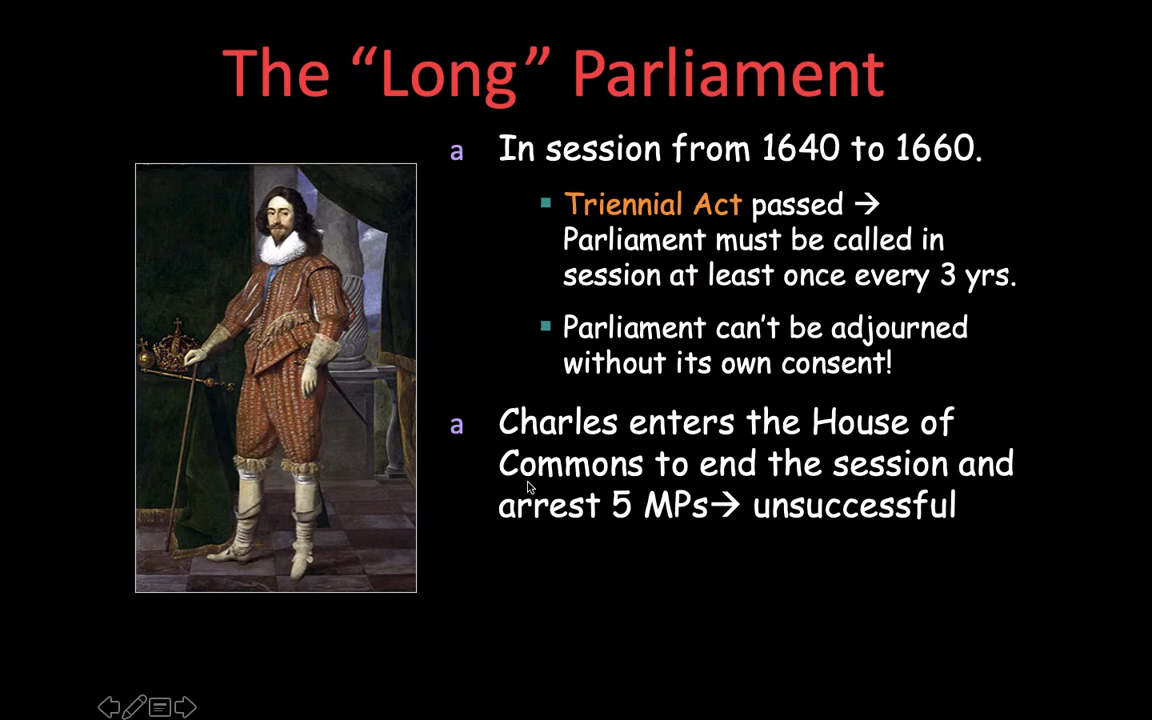 The “Long” Parliament
a In session from 1640 to 1660.
▪ Triennial Act passed →
Parliament must be called in
session at least once every 3 yrs.
▪ Parliament can’t be adjourned
without its own consent!
a Charles enters the House of
Commons to end the session and
arrest 5 MPs→ unsuccessful